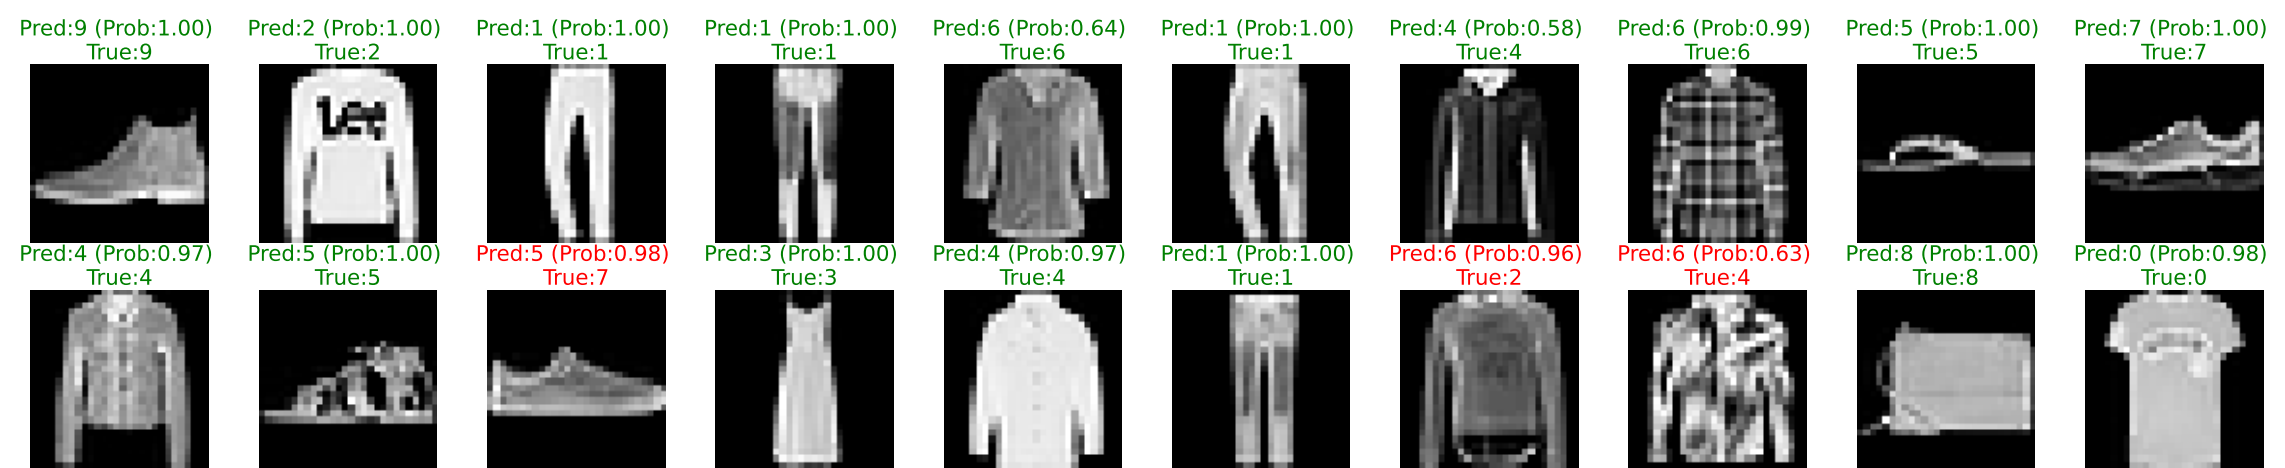 Pred:9 (Prob:1.00) Pred:2 (Prob:1.00) Pred:1 (Prob:1.00) Pred:1 (Prob:1.00) Pred:6 (Prob:0.64) Pred:1 (Prob:1.00) Pred:4 (Prob:0.58) Pred:6 (Prob:0.99) Pred:5 (Prob:1.00) Pred:7 (Prob:1.00)
True:9 True:2 True:1 True:1 True:6 True:1 True:4 True:6 True:5 True:7
Lee
Pred:4 (Prob:0.97) Pred:5 (Prob:1.00) Pred:5 (Prob:0.98) Pred:3 (Prob:1.00) Pred:4 (Prob:0.97) Pred:1 (Prob:1.00) Pred:6 (Prob:0.96) Pred:6 (Prob:0.63) Pred:8 (Prob:1.00) Pred:0 (Prob:0.98)
True:4 True:5 True:7 True:3 True:4 True:1 True:2 True:4 True:8 True:0